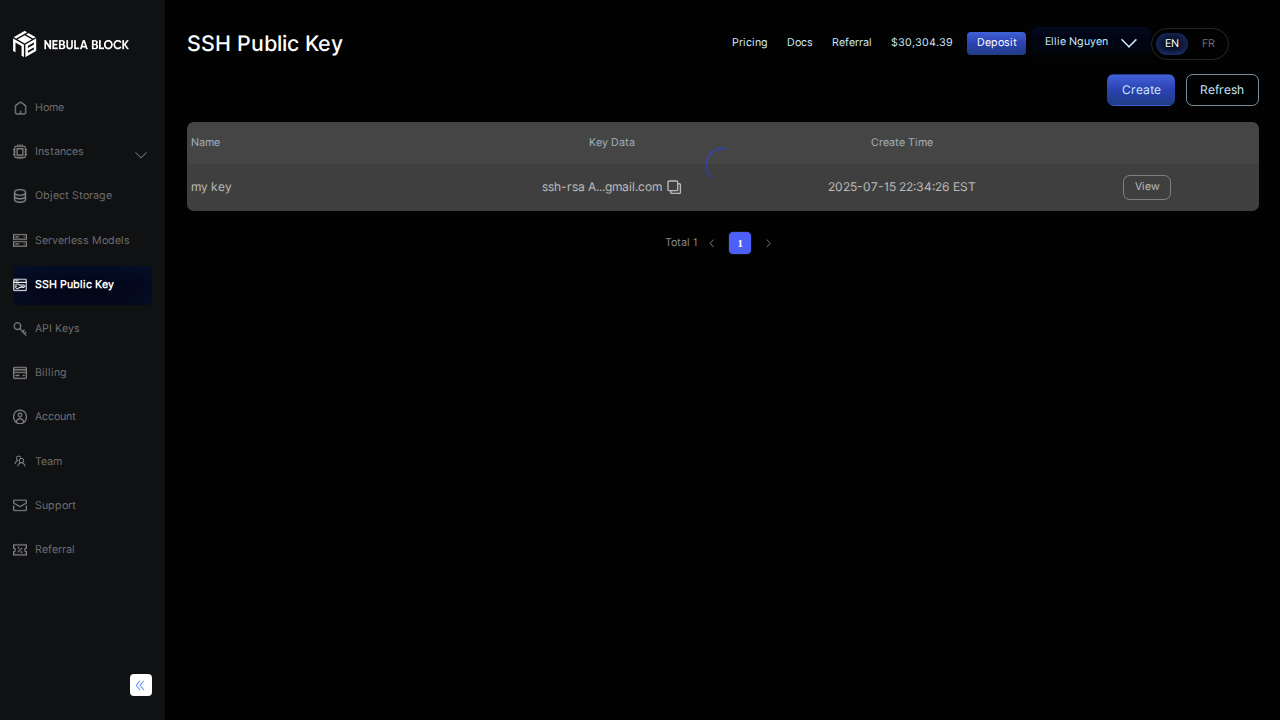 NEBULA BLOCK
Home
Instances
Object Storage
Serverless Models
SSH Public Key
API Keys
Billing
Account
Team
Support
Referral
SSH Public Key
Pricing Docs Referral $30,304.39 Deposit Ellie Nguyen EN FR
Create Refresh
Name Key Data Create Time
my key ssh-rsa A...gmail.com 2025-07-15 22:34:26 EST View
Total 1 1